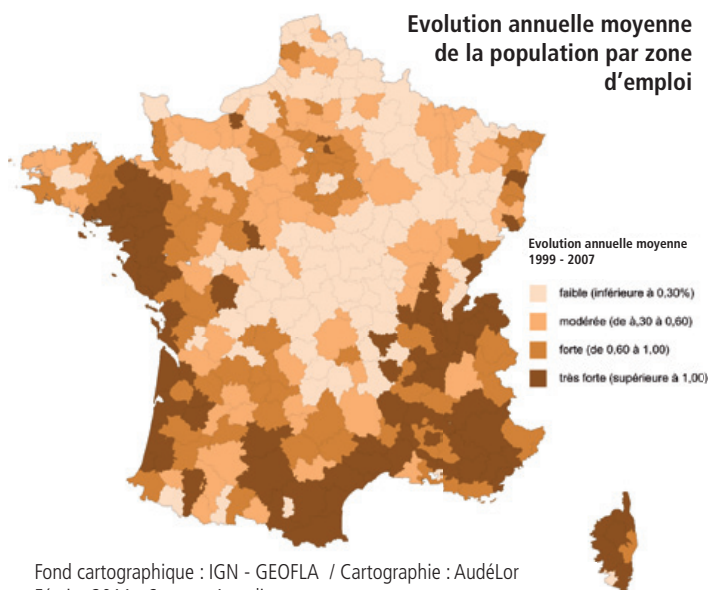 Evolution annuelle moyenne
de la population par zone
d'emploi
Evolution annuelle moyenne
1999 - 2007
faible (inférieure à 0,30%)
modérée (de à,30 à 0,60)
forte (de 0,60 à 1,00)
très forte (supérieure à 1,00)
Fond cartographique : IGN - GEOFLA / Cartographie : AudéLor